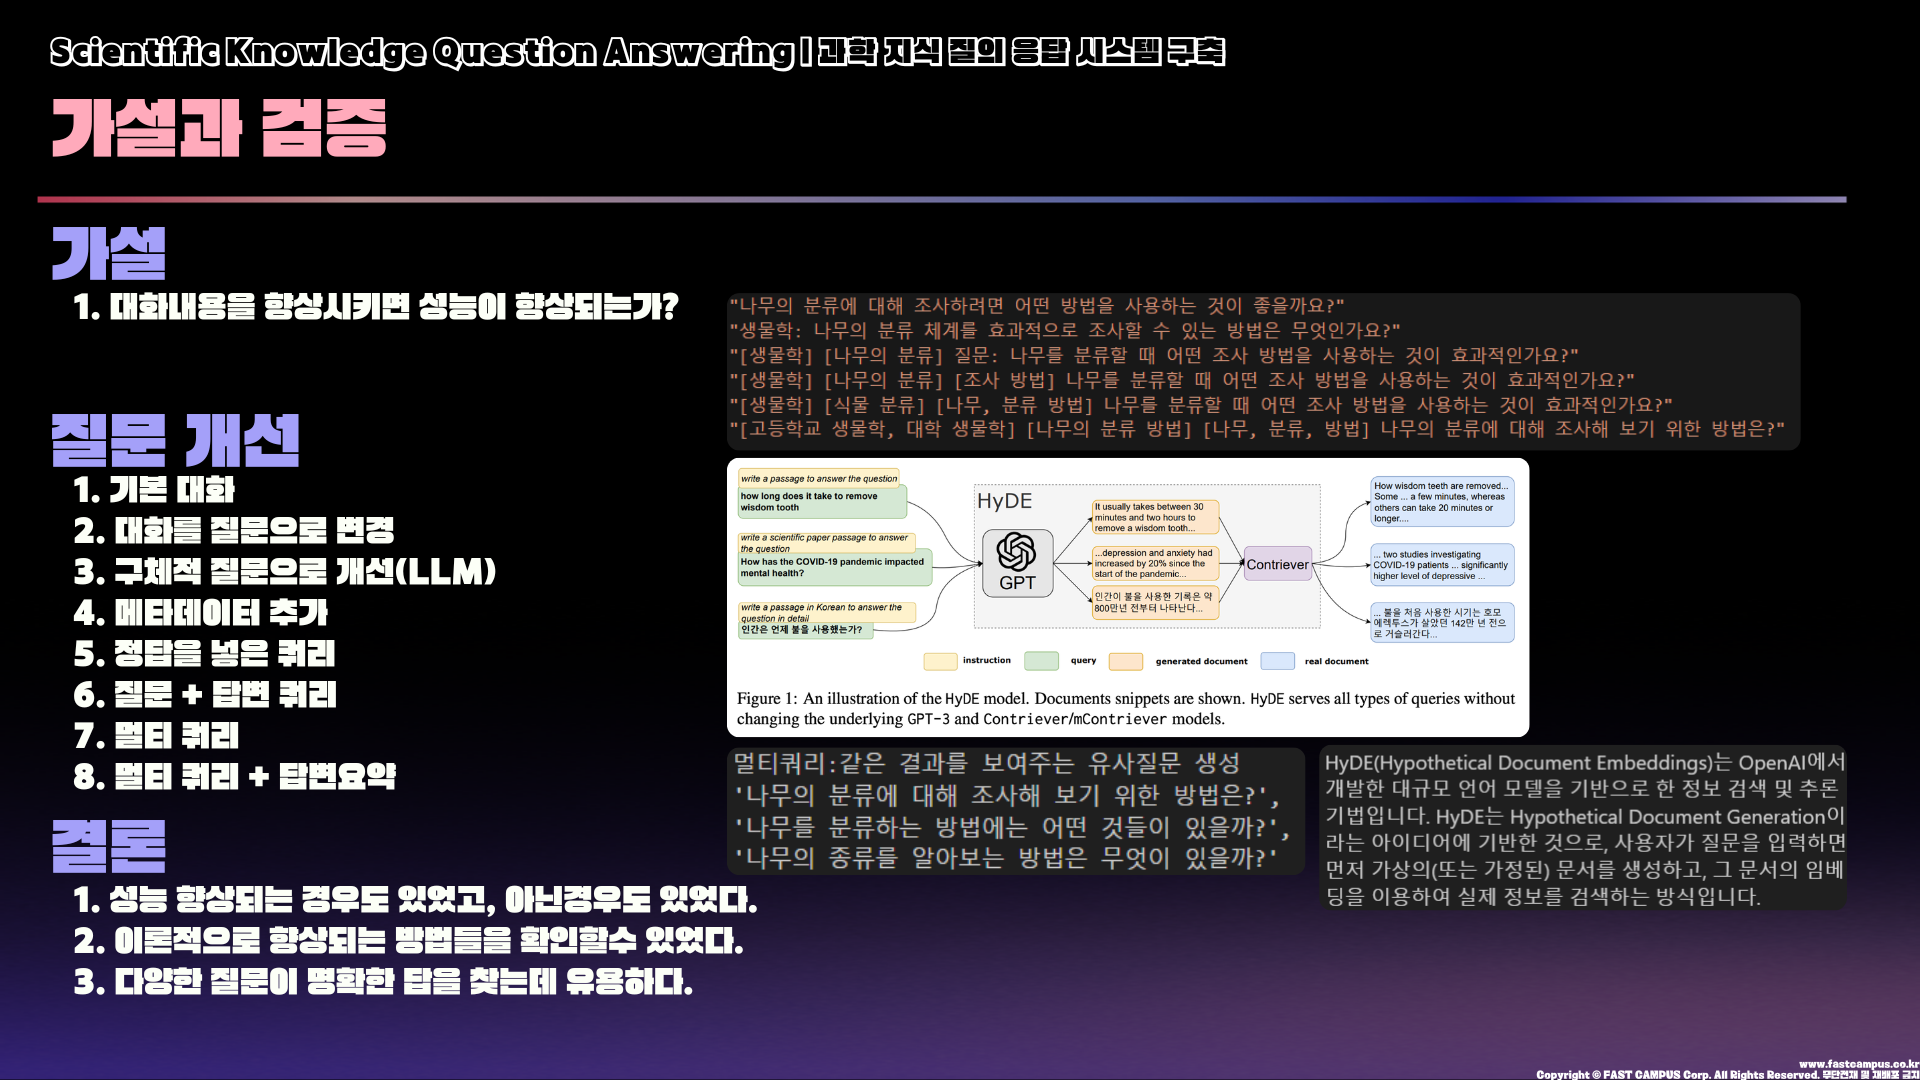 Scientific Knowledge Question Answering | 과학 지식 질의 응답 시스템 구축
가설과 검증
가설
1. 대화내용을 향상시키면 성능이 향상되는가?
질문 개선
1. 기본 대화
2. 대화를 질문으로 변경
3. 구체적 질문으로 개선(LLM)
4. 메타데이터 추가
5. 정답을 넣은 쿼리
6. 질문 + 답변 쿼리
7. 멀티 쿼리
8. 멀티 쿼리 + 답변요약
결론
1. 성능 향상되는 경우도 있었고, 아닌경우도 있었다.
2. 이론적으로 향상되는 방법들을 확인할수 있었다.
3. 다양한 질문이 명확한 답을 찾는데 유용하다.
"나무의 분류에 대해 조사하려면 어떤 방법을 사용하는 것이 좋을까요?"
"생물학: 나무의 분류 체계를 효과적으로 조사할 수 있는 방법은 무엇인가요?"
"[생물학] [나무의 분류] 질문: 나무를 분류할 때 어떤 조사 방법을 사용하는 것이 효과적인가요?"
"[생물학] [나무의 분류] [조사 방법] 나무를 분류할 때 어떤 조사 방법을 사용하는 것이 효과적인가요?"
"[생물학] [식물 분류] [나무, 분류 방법] 나무를 분류할 때 어떤 조사 방법을 사용하는 것이 효과적인가요?"
"[고등학교 생물학, 대학 생물학] [나무의 분류 방법] [나무, 분류, 방법] 나무의 분류에 대해 조사해 보기 위한 방법은?"
write a passage to answer the question
how long does it take to remove
wisdom tooth
write a scientific paper passage to answer
the question
How has the COVID-19 pandemic impacted
mental health?
write a passage in Korean to answer the
question in detail
인간은 언제 불을 사용했는가?
HyDE
GPT
It usually takes between 30
minutes and two hours to
remove a wisdom tooth...
...depression and anxiety had
increased by 20% since the
start of the pandemic...
인간이 불을 사용한 기록은 약
800만년 전부터 나타난다...
Contriever
How wisdom teeth are removed...
Some ... a few minutes, whereas
others can take 20 minutes or
longer....
... two studies investigating
COVID-19 patients ... significantly
higher level of depressive ...
... 불을 처음 사용한 시기는 호모
에렉투스가 살았던 142만 년 전으
로 거슬러간다...
instruction
query
generated document
real document
Figure 1: An illustration of the HyDE model. Documents snippets are shown. HyDE serves all types of queries without
changing the underlying GPT-3 and Contriever/mContriever models.
멀티쿼리:같은 결과를 보여주는 유사질문 생성
'나무의 분류에 대해 조사해 보기 위한 방법은?',
'나무를 분류하는 방법에는 어떤 것들이 있을까?',
'나무의 종류를 알아보는 방법은 무엇이 있을까?'
HyDE(Hypothetical Document Embeddings)는 OpenAI에서
개발한 대규모 언어 모델을 기반으로 한 정보 검색 및 추론
기법입니다. HyDE는 Hypothetical Document Generation이
라는 아이디어에 기반한 것으로, 사용자가 질문을 입력하면
먼저 가상의(또는 가정된) 문서를 생성하고, 그 문서의 임베
딩을 이용하여 실제 정보를 검색하는 방식입니다.
www.fastcampus.co.kr
Copyright © FAST CAMPUS Corp. All Rights Reserved. 무단전재 및 재배포 금지